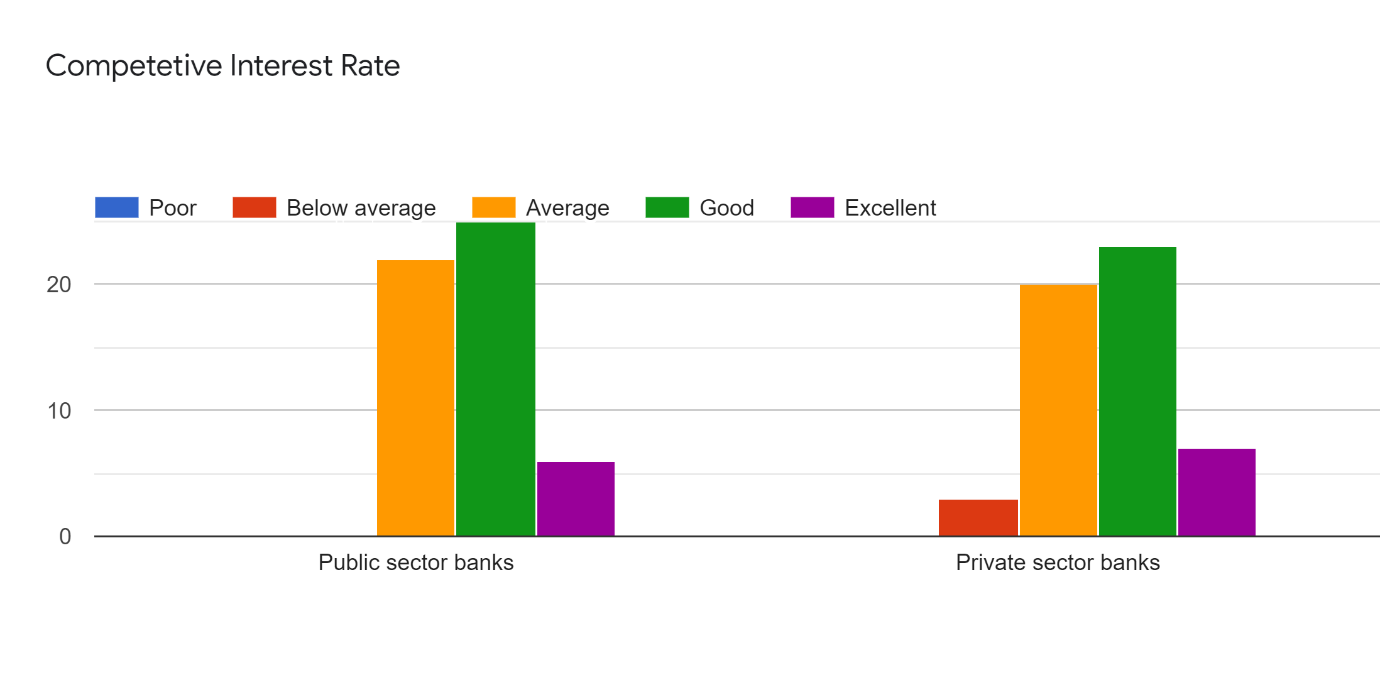 Competetive Interest Rate
Poor Below average Average Good Excellent
20
10
0
Public sector banks Private sector banks